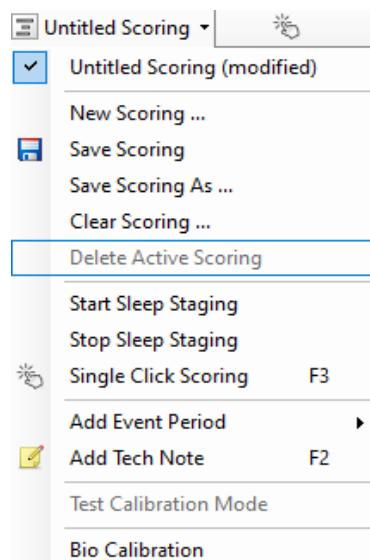 Untitled Scoring
Untitled Scoring (modified)
New Scoring ...
Save Scoring
Save Scoring As ...
Clear Scoring ...
Delete Active Scoring
Start Sleep Staging
Stop Sleep Staging
Single Click Scoring F3
Add Event Period
Add Tech Note F2
Test Calibration Mode
Bio Calibration